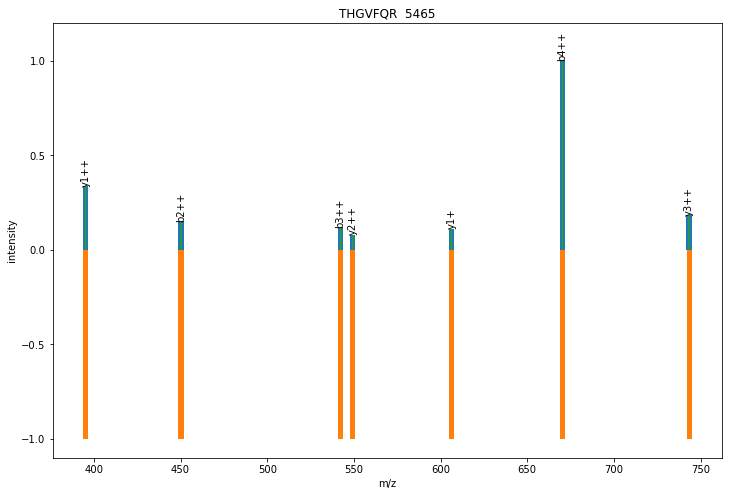 THGVFQR  5465
intensity
1.0
0.5
0.0
−0.5
−1.0
y1++
b2++
b3++
y2++
y1+
b4++
y3++
400 450 500 550 600 650 700 750
m/z